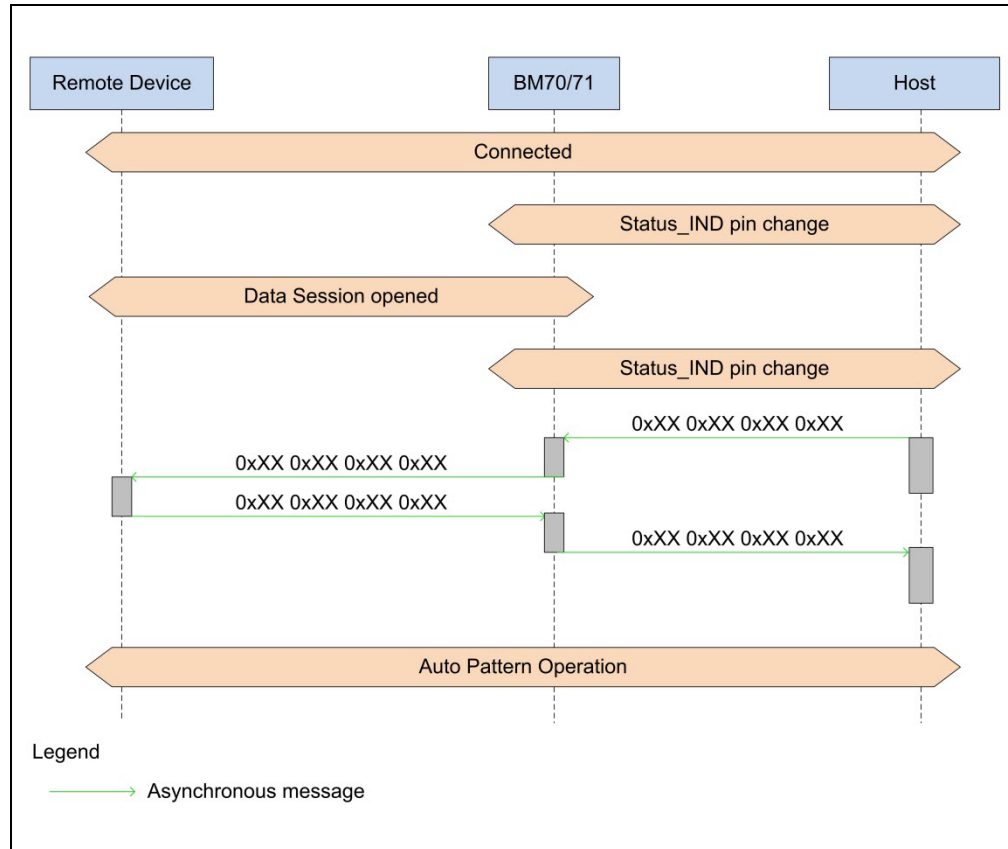 Remote Device
BM70/71
Host
Connected
Status_IND pin change
Data Session opened
Status_IND pin change
0xXX 0xXX 0xXX 0xXX
0xXX 0xXX 0xXX 0xXX
0xXX 0xXX 0xXX 0xXX
0xXX 0xXX 0xXX 0xXX
Auto Pattern Operation
Legend
Asynchronous message